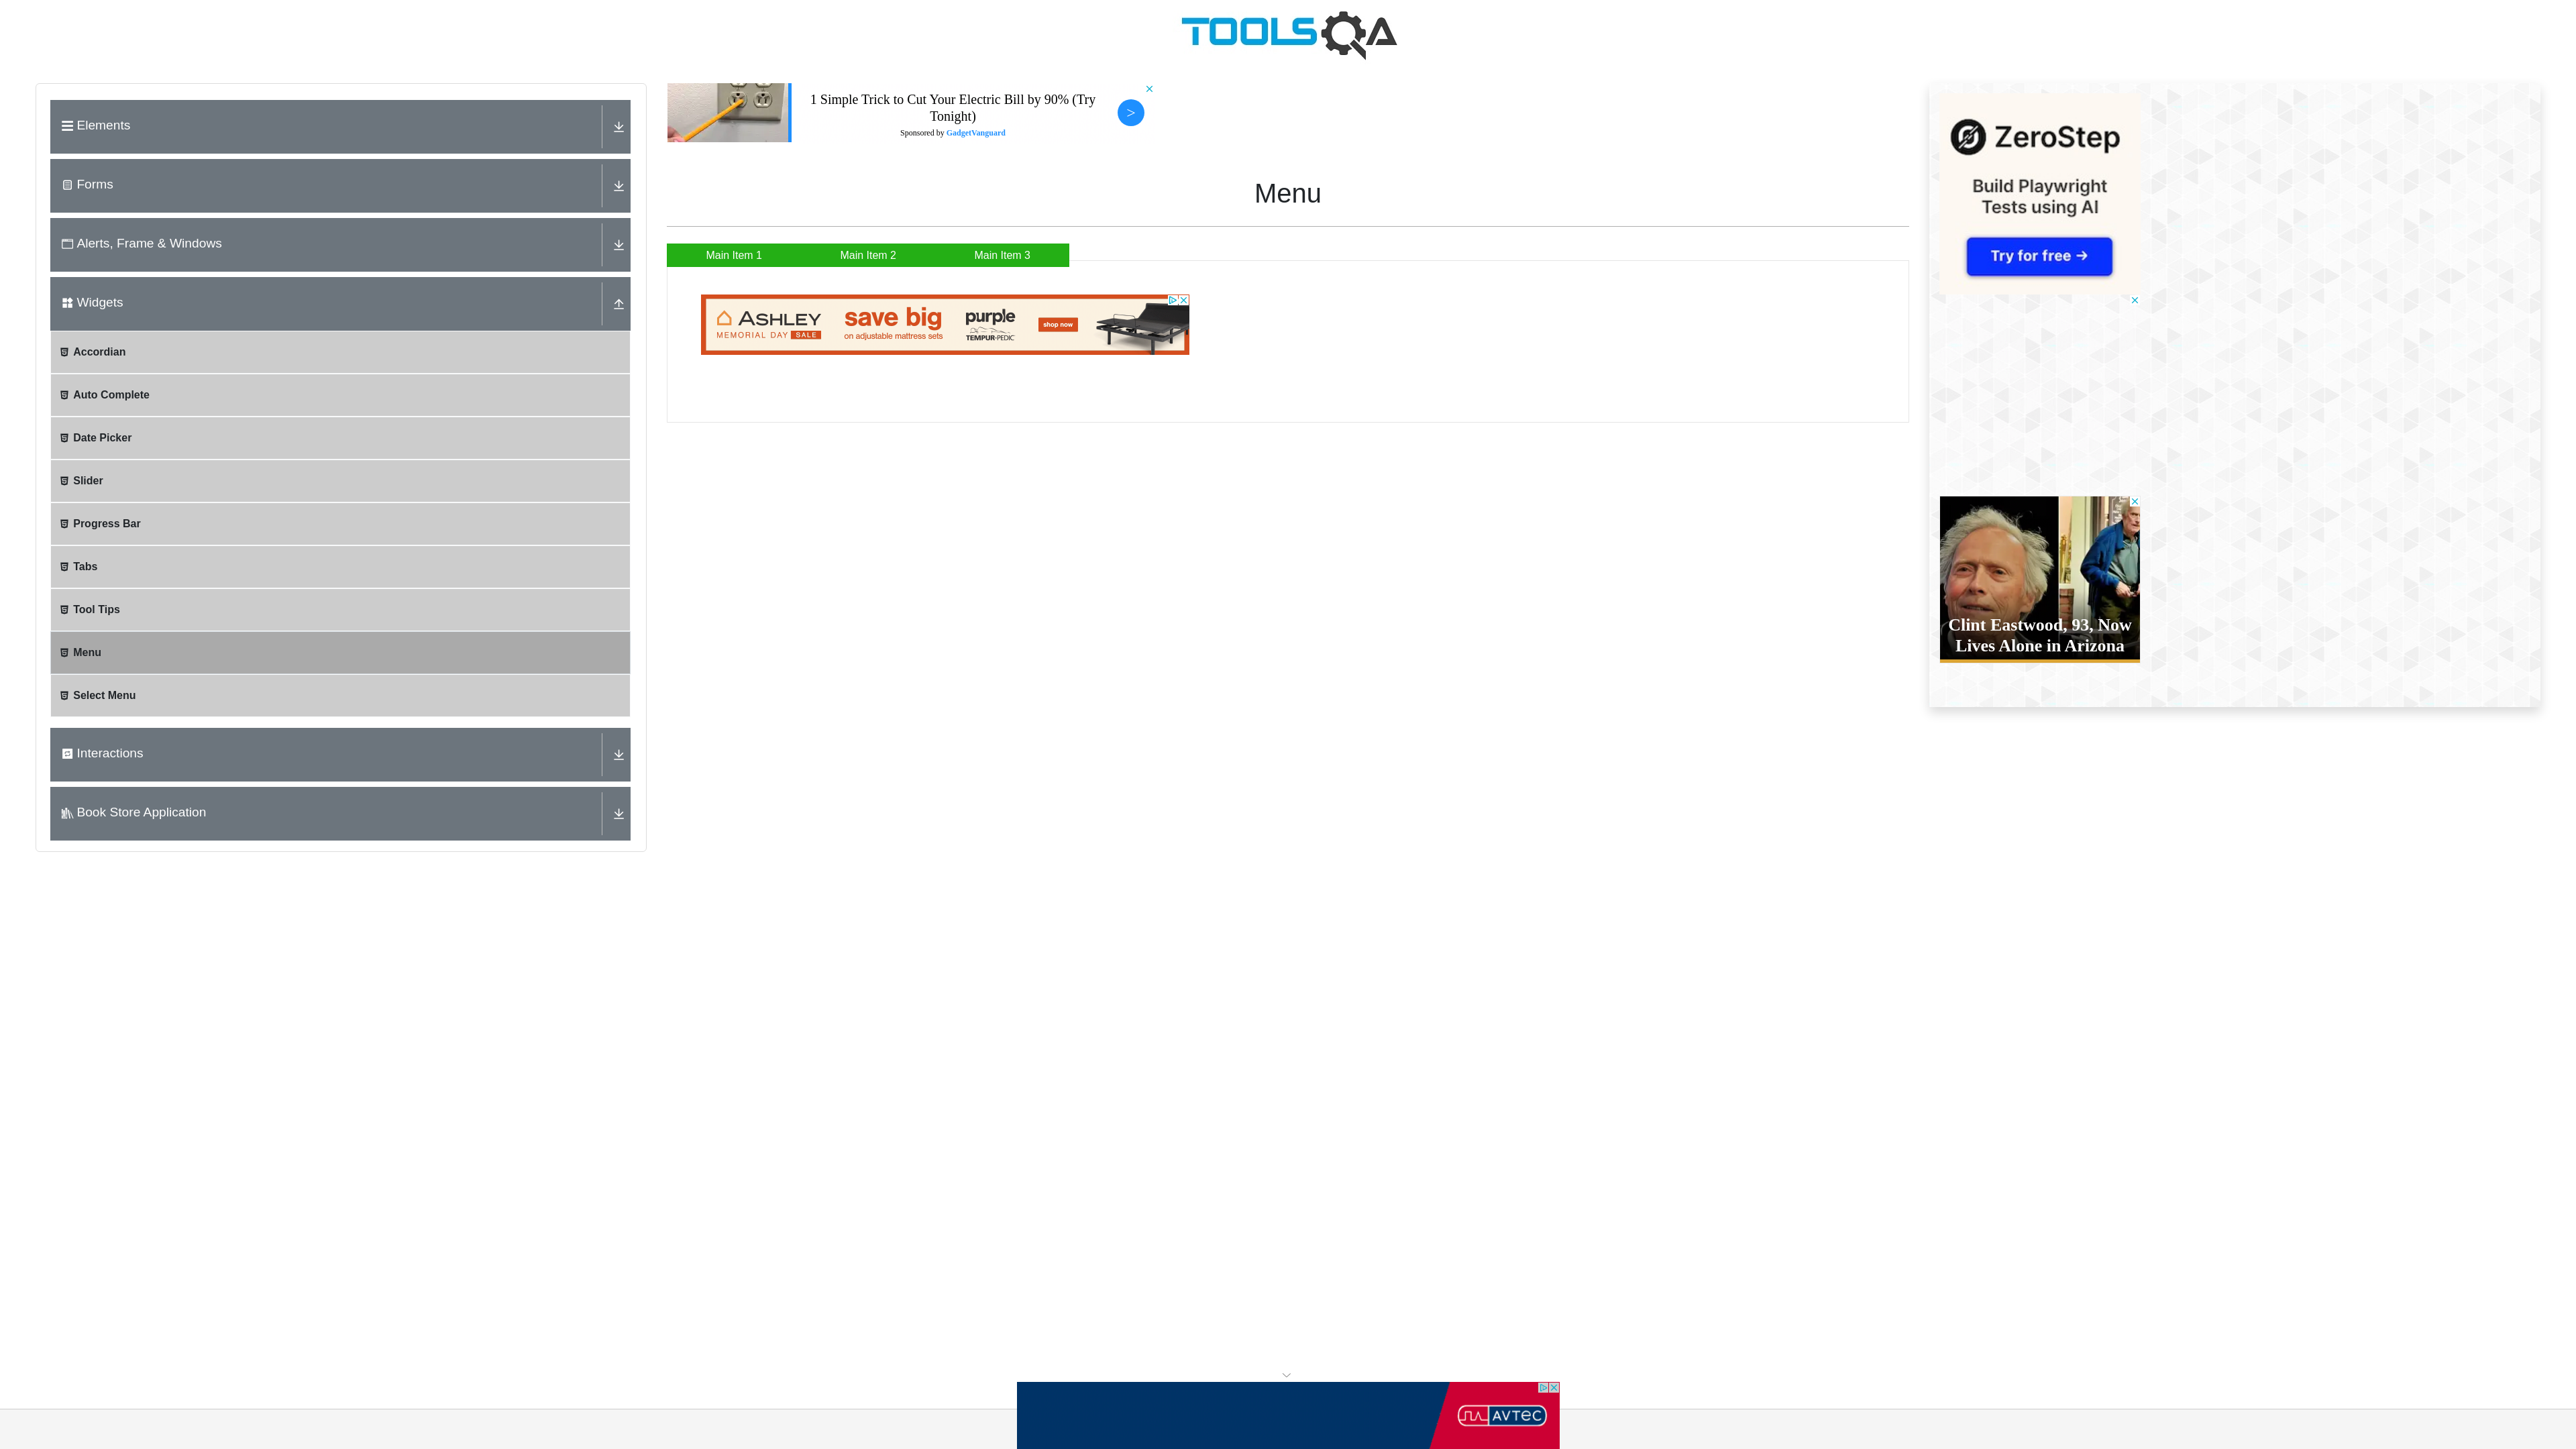 TOOLSQA
Elements
Forms
Alerts, Frame & Windows
Widgets
Accordian
Auto Complete
Date Picker
Slider
Progress Bar
Tabs
Tool Tips
Menu
Select Menu
Interactions
Book Store Application
1 Simple Trick to Cut Your Electric Bill by 90% (Try
Tonight)
Sponsored by GadgetVanguard
>
Menu
Main Item 1 Main Item 2 Main Item 3
ASHLEY
MEMORIAL DAY SALE
save big
on adjustable mattress sets
purple
TEMPUR-PEDIC
shop now
ZeroStep
Build Playwright
Tests using AI
Try for free →
Clint Eastwood, 93, Now
Lives Alone in Arizona
AVTEC